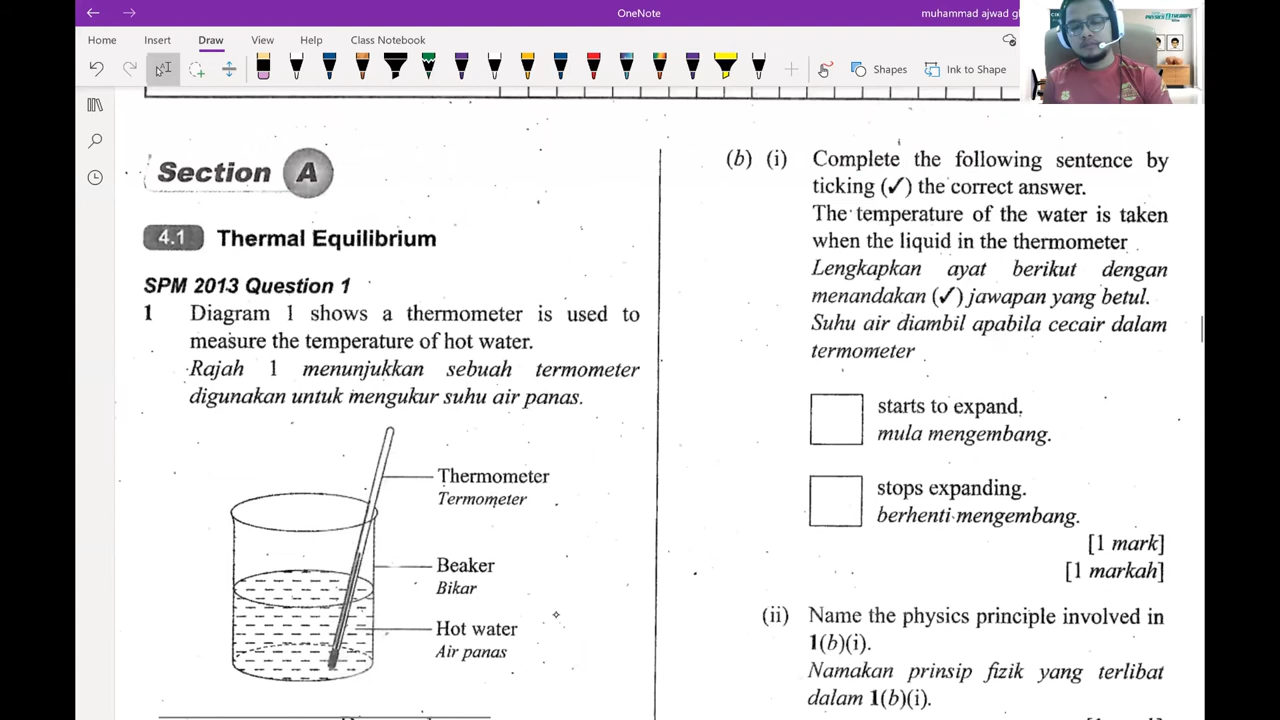 OneNote
muhammad ajwad
Home Insert Draw View Help Class Notebook
Shapes Ink to Shape
Section A
4.1 Thermal Equilibrium
SPM 2013 Question 1
1 Diagram 1 shows a thermometer is used to
measure the temperature of hot water.
Rajah 1 menunjukkan sebuah termometer
digunakan untuk mengukur suhu air panas.
Thermometer
Termometer
Beaker
Bikar
Hot water
Air panas
(b) (i) Complete the following sentence by
ticking (✓) the correct answer.
The temperature of the water is taken
when the liquid in the thermometer
Lengkapkan ayat berikut dengan
menandakan (✓) jawapan yang betul.
Suhu air diambil apabila cecair dalam
termometer
starts to expand.
mula mengembang.
stops expanding.
berhenti mengembang.
[1 mark]
[1 markah]
(ii) Name the physics principle involved in
1(b)(i).
Namakan prinsip fizik yang terlibat
dalam 1(b)(i).